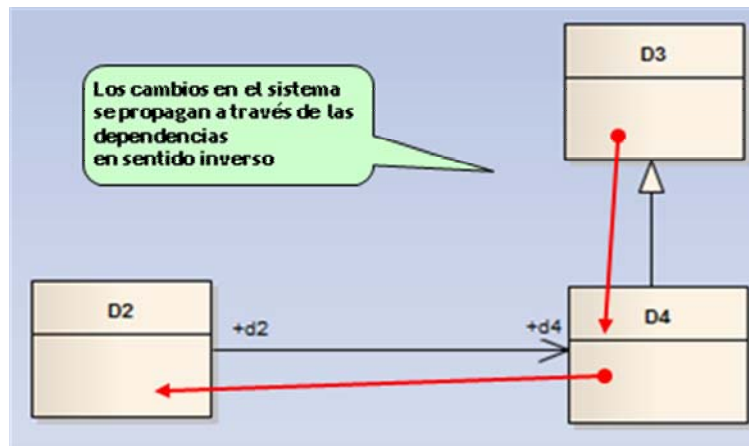 D3
Los cambios en el sistema
se propagan a través de las
dependencias
en sentido inverso
D2
+d2
+d4
D4